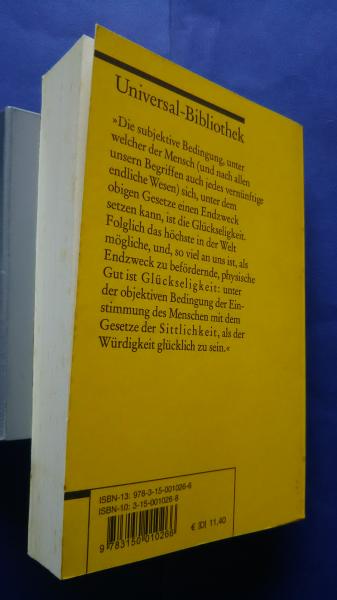 Universal-Bibliothek
»Die subjektive Bedingung, unter
welcher der Mensch (und nach allen
unsern Begriffen auch jedes vernünftige
endliche Wesen) sich, unter dem
obigen Gesetze einen Endzweck
setzen kann, ist die Glückseligkeit.
Folglich das höchste in der Welt
mögliche, und, so viel an uns ist, als
Endzweck zu befördernde, physische
Gut ist Glückseligkeit: unter
der objektiven Bedingung der Ein-
stimmung des Menschen mit dem
Gesetze der Sittlichkeit, als der
Würdigkeit glücklich zu sein.«
ISBN-13: 978-3-15-001026-6
ISBN-10: 3-15-001026-8
€ [D] 11,40
9 783150 010266